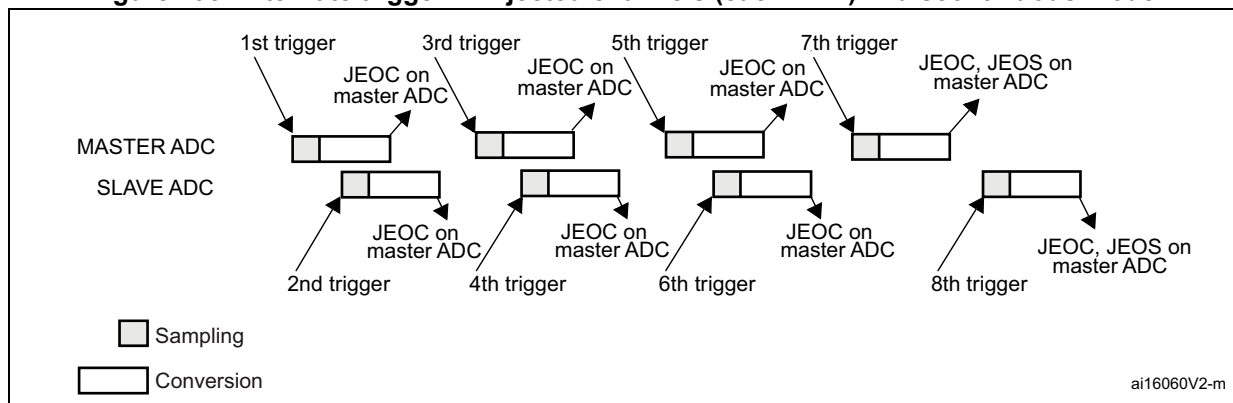 1st trigger
3rd trigger
5th trigger
7th trigger
JEOC on
master ADC
JEOC on
master ADC
JEOC on
master ADC
JEOC, JEOS on
master ADC
MASTER ADC
SLAVE ADC
JEOC on
master ADC
JEOC on
master ADC
JEOC on
master ADC
JEOC, JEOS on
master ADC
2nd trigger
4th trigger
6th trigger
8th trigger
Sampling
Conversion
ai16060V2-m